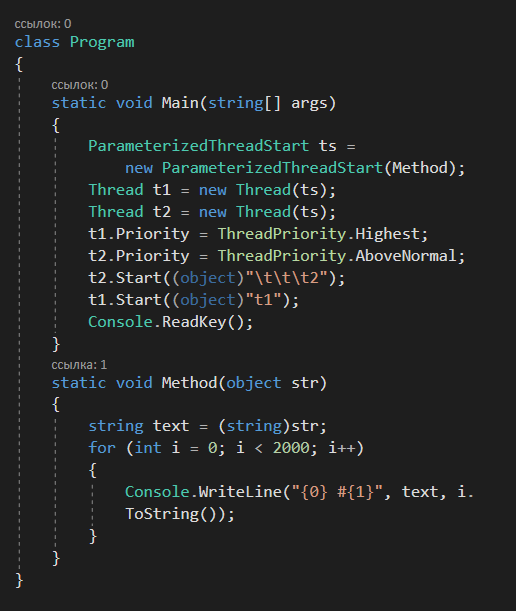 ссылок: 0
class Program
{
ссылок: 0
static void Main(string[] args)
{
ParameterizedThreadStart ts =
new ParameterizedThreadStart(Method);
Thread t1 = new Thread(ts);
Thread t2 = new Thread(ts);
t1.Priority = ThreadPriority.Highest;
t2.Priority = ThreadPriority.AboveNormal;
t2.Start((object)"\t\t\t2");
t1.Start((object)"t1");
Console.ReadKey();
}
ссылка: 1
static void Method(object str)
{
string text = (string)str;
for (int i = 0; i < 2000; i++)
{
Console.WriteLine("{0} #{1}", text, i.
ToString());
}
}
}